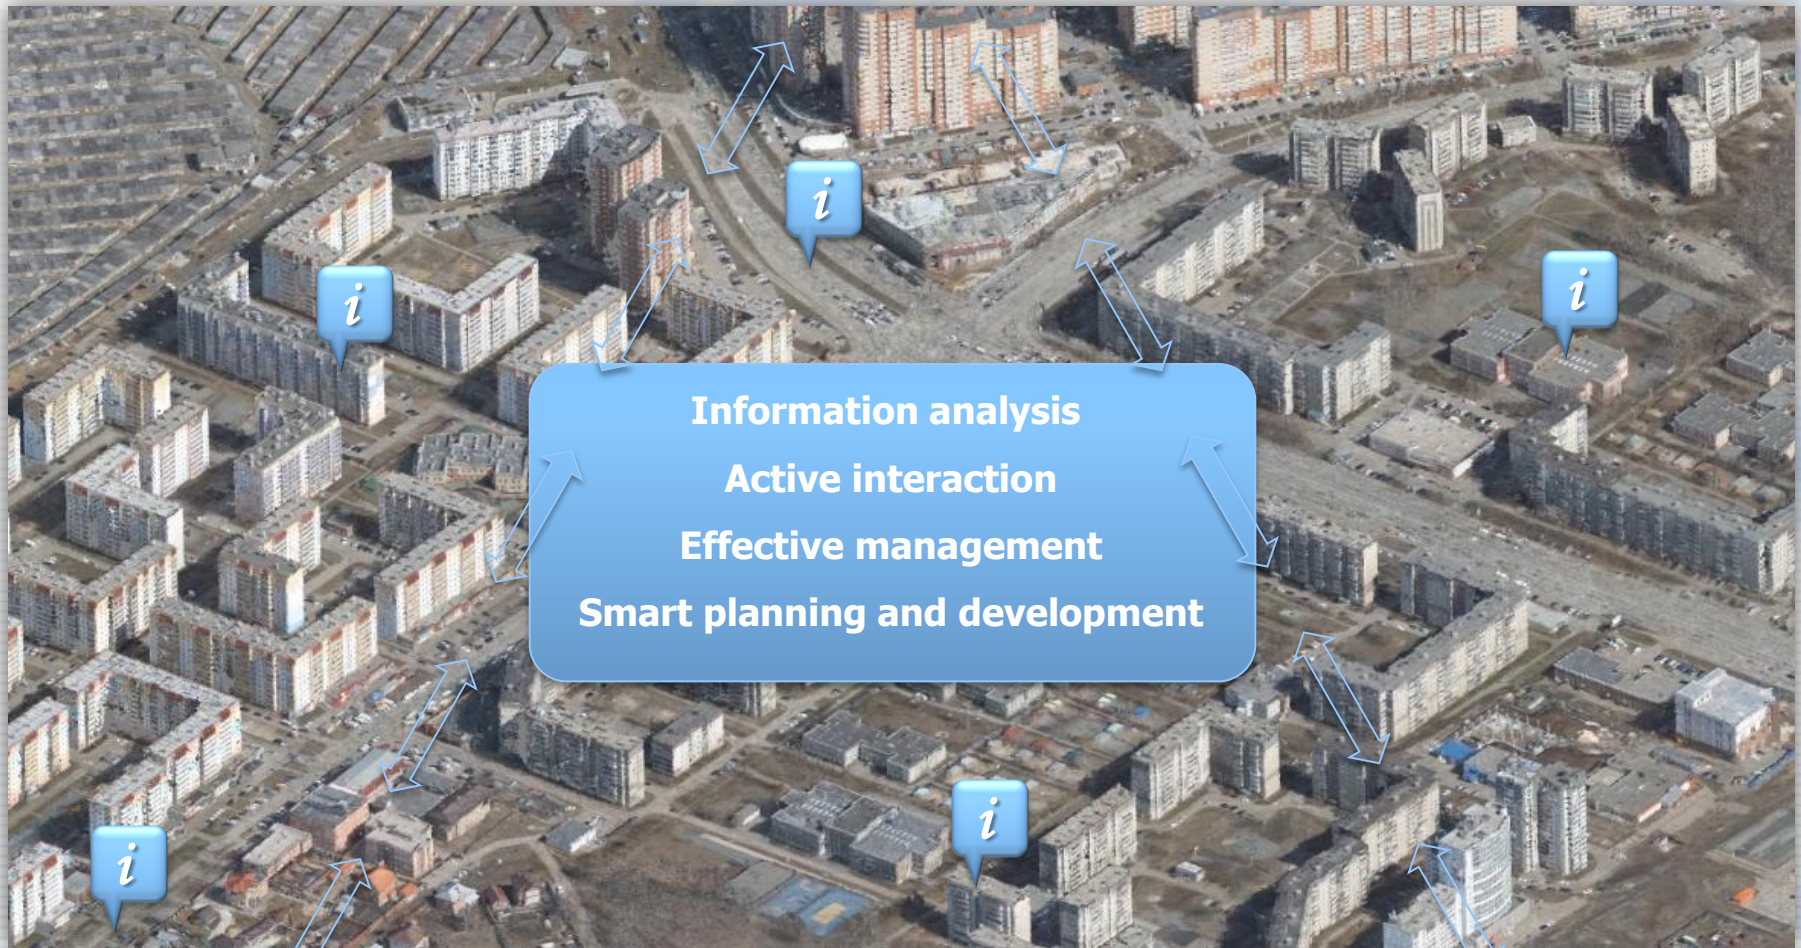 i
i
i
Information analysis
Active interaction
Effective management
Smart planning and development
i
i